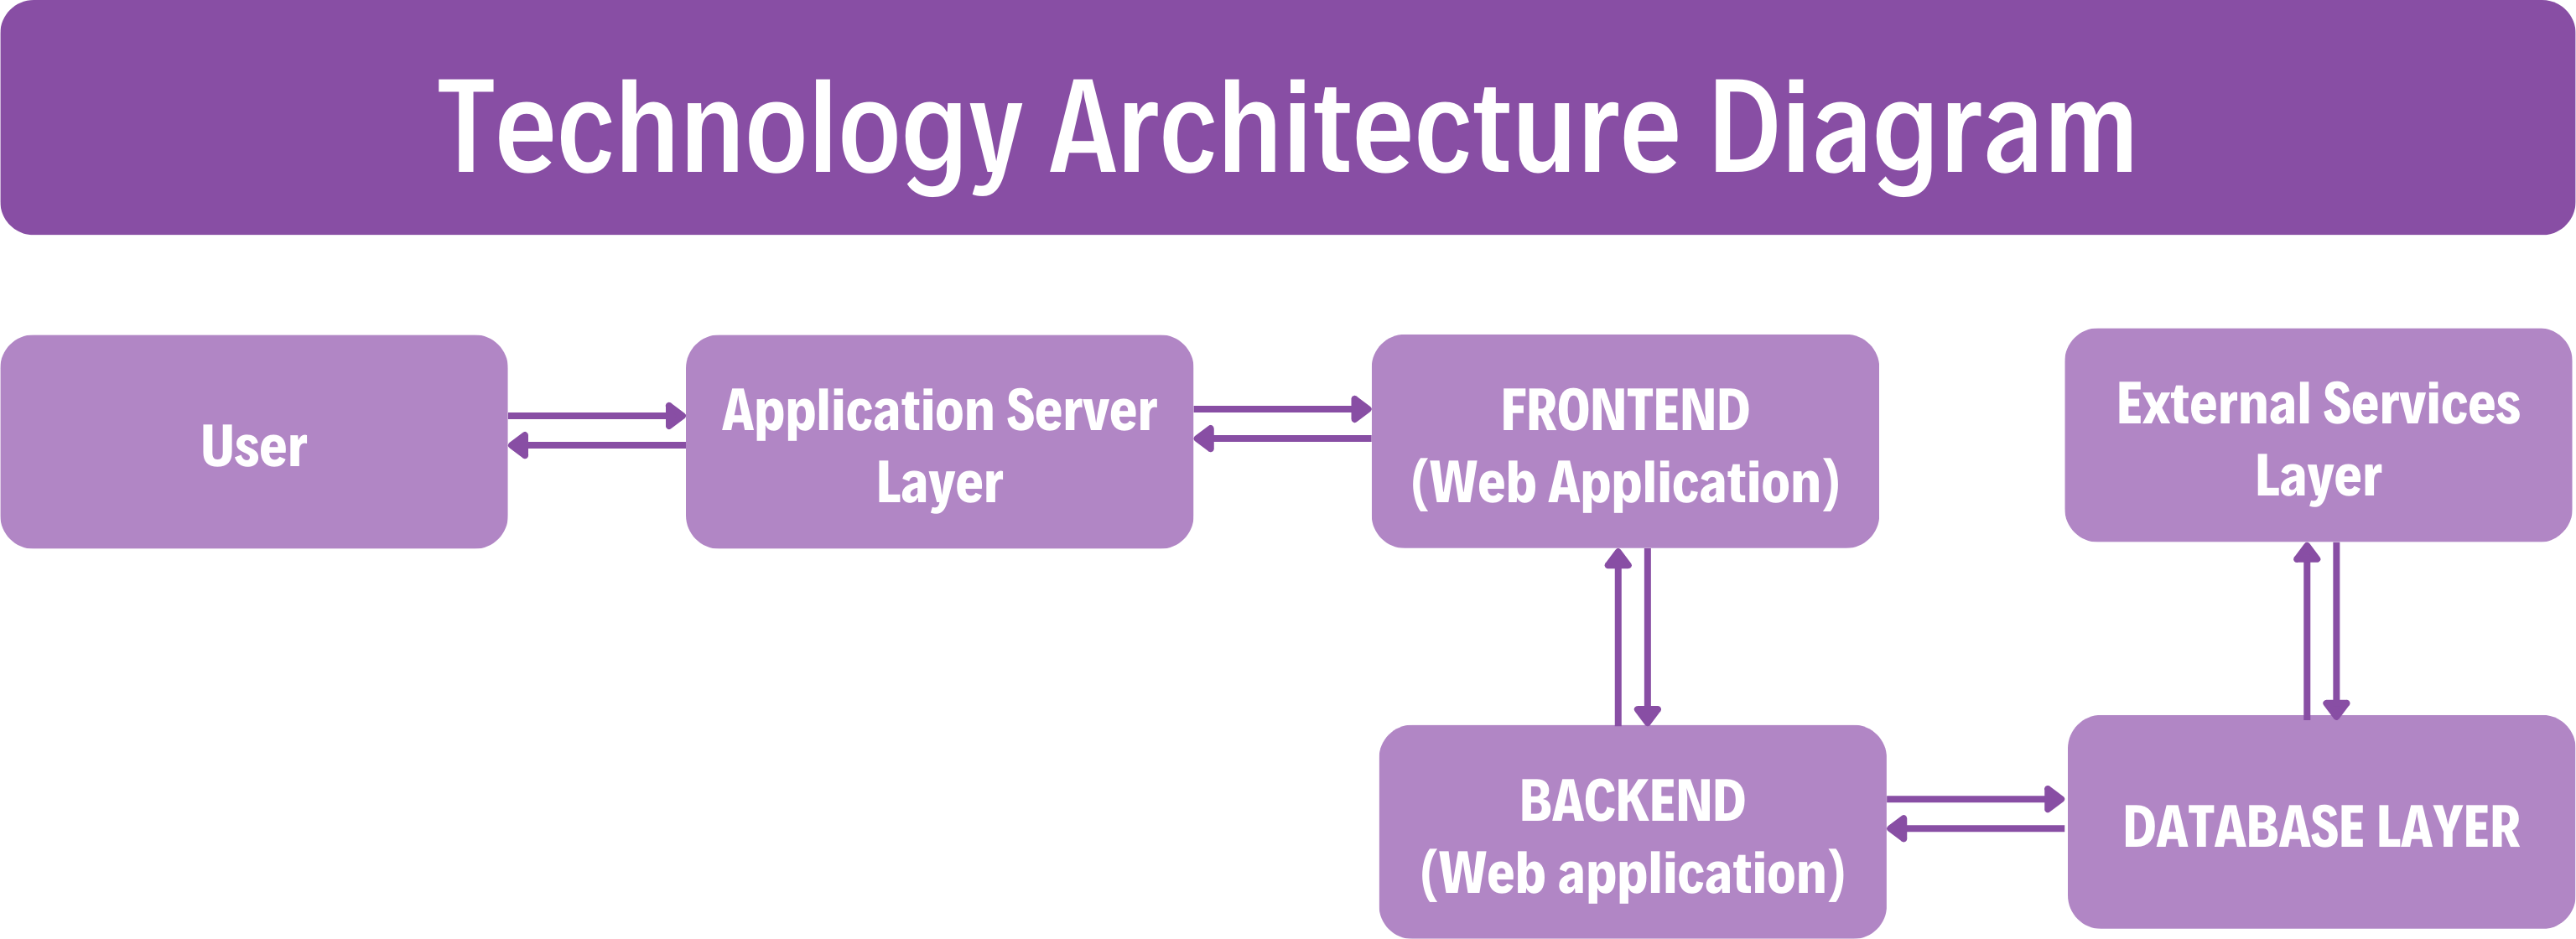 Technology Architecture Diagram
User
Application Server
Layer
FRONTEND
(Web Application)
External Services
Layer
BACKEND
(Web application)
DATABASE LAYER